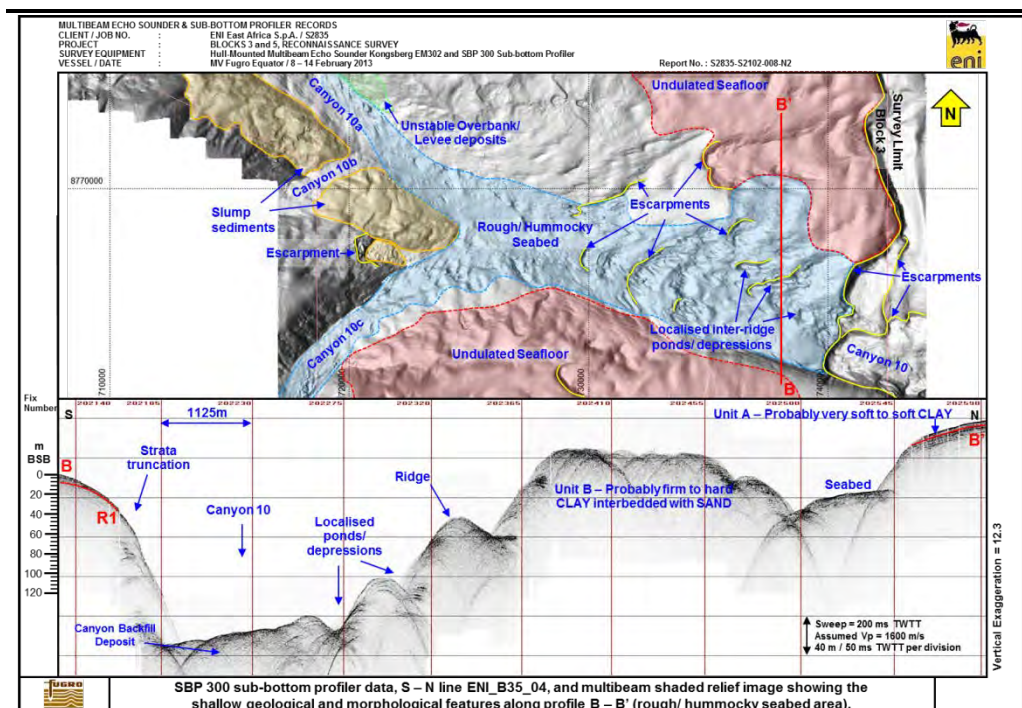 MULTIBEAM ECHO SOUNDER & SUB-BOTTOM PROFILER RECORDS
CLIENT / JOB NO. : ENI East Africa S.p.A. / S2835
PROJECT : BLOCKS 3 and 5, RECONNAISSANCE SURVEY
SURVEY EQUIPMENT : Hull-Mounted Multibeam Echo Sounder Kongsberg EM302 and SBP 300 Sub-bottom Profiler
VESSEL / DATE : MV Fugro Equator / 8 – 14 February 2013
Report No. : S2835-S2102-008-N2
eni
Canyon 10a
Unstable Overbank/
Levee deposits
Undulated Seafloor
B'
Survey Limit
Block 3
N
8770000
Canyon 10b
Slump
sediments
Escarpment
Rough/ Hummocky
Seabed
Escarpments
Escarpments
Localised inter-ridge
ponds/ depressions
Canyon 10c
Undulated Seafloor
Canyon 10
B
710000
720000
730000
740000
Fix
Number
202140 202185 202230 202275 202320 202365 202410 202455 202500 202545 202590
S
N
1125m
Unit A – Probably very soft to soft CLAY
B'
m
BSB
0
20
40
60
80
100
120
B
R1
Strata
truncation
Canyon 10
Localised
ponds/
depressions
Ridge
Unit B – Probably firm to hard
CLAY interbedded with SAND
Seabed
Canyon Backfill
Deposit
Sweep = 200 ms TWTT
Assumed Vp = 1600 m/s
40 m / 50 ms TWTT per division
Vertical Exaggeration = 12.3
FUGRO
SBP 300 sub-bottom profiler data, S – N line ENI_B35_04, and multibeam shaded relief image showing the
shallow geological and morphological features along profile B – B' (rough/ hummocky seabed area).